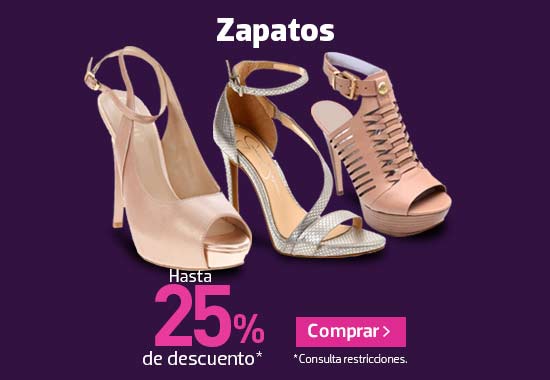 Zapatos
Hasta
25%
de descuento*
Comprar >
*Consulta restricciones.